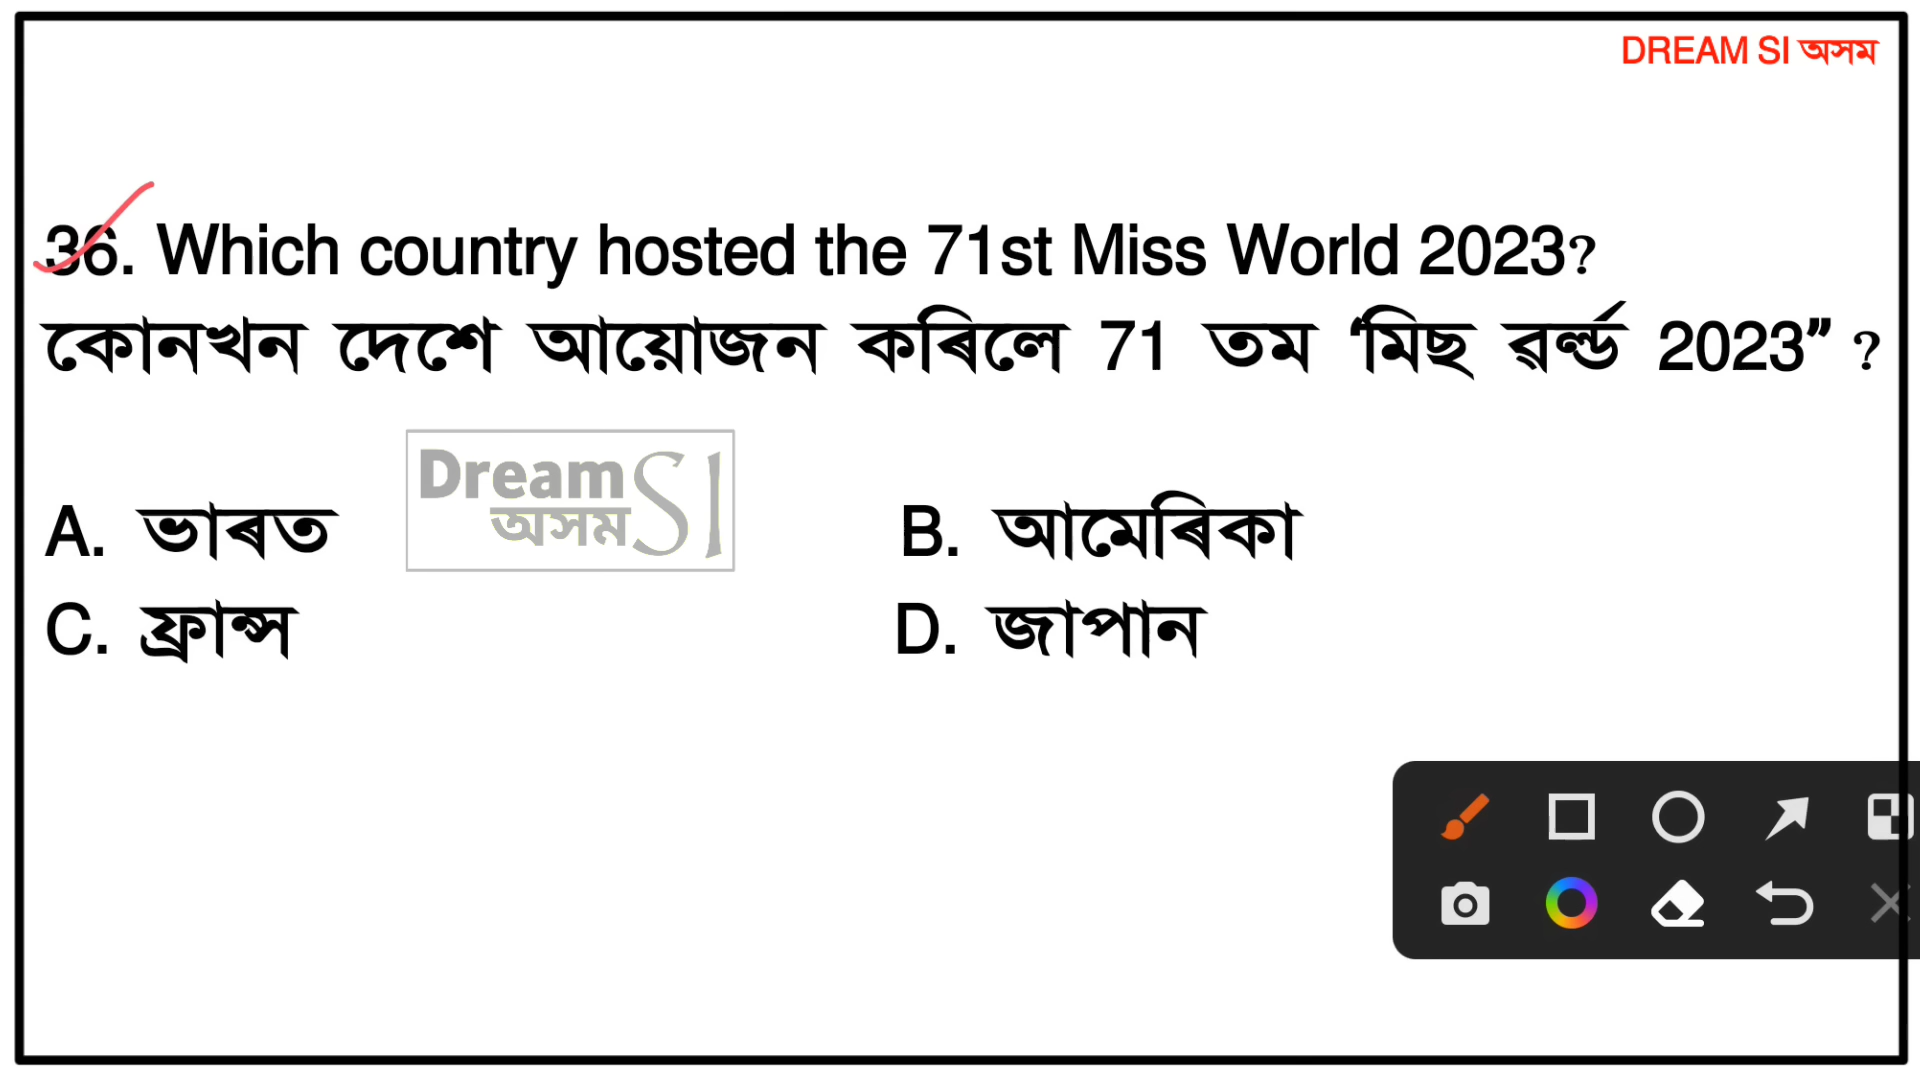 DREAM SI অসম
36. Which country hosted the 71st Miss World 2023?
কোনখন দেশে আয়োজন কৰিলে 71 তম ‘মিছ ৱৰ্ল্ড 2023” ?
Dream SI
অসম
A. ভাৰত B. আমেৰিকা
C. ফ্ৰান্স D. জাপান